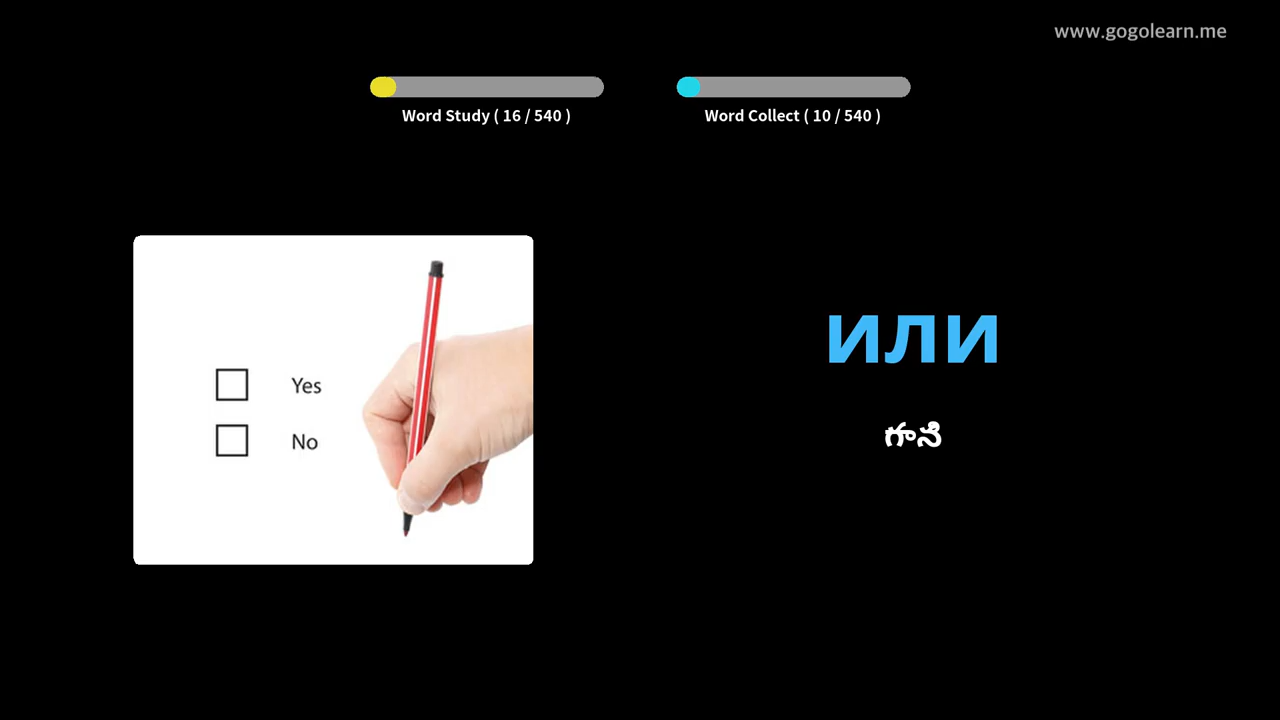 www.gogolearn.me
Word Study ( 16 / 540 )
Word Collect ( 10 / 540 )
Yes
No
или
గాని